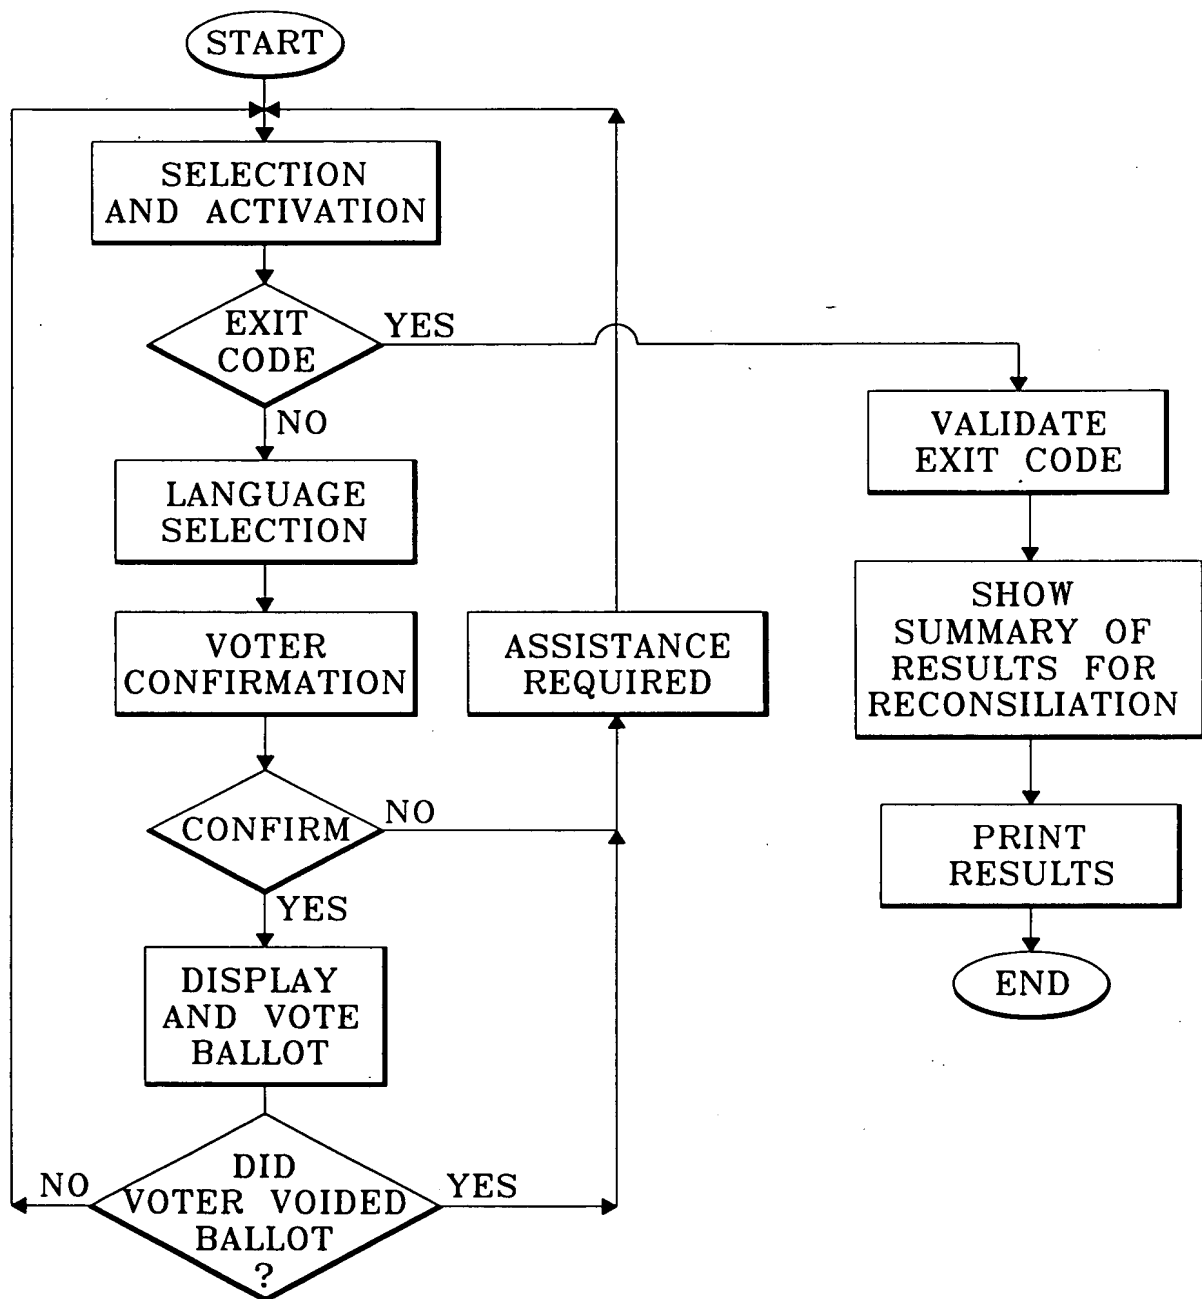 START
SELECTION
AND ACTIVATION
EXIT
CODE
YES
NO
VALIDATE
EXIT CODE
LANGUAGE
SELECTION
SHOW
SUMMARY OF
RESULTS FOR
RECONSILIATION
VOTER
CONFIRMATION
ASSISTANCE
REQUIRED
CONFIRM
NO
YES
PRINT
RESULTS
DISPLAY
AND VOTE
BALLOT
END
DID
VOTER VOIDED
BALLOT
?
NO
YES